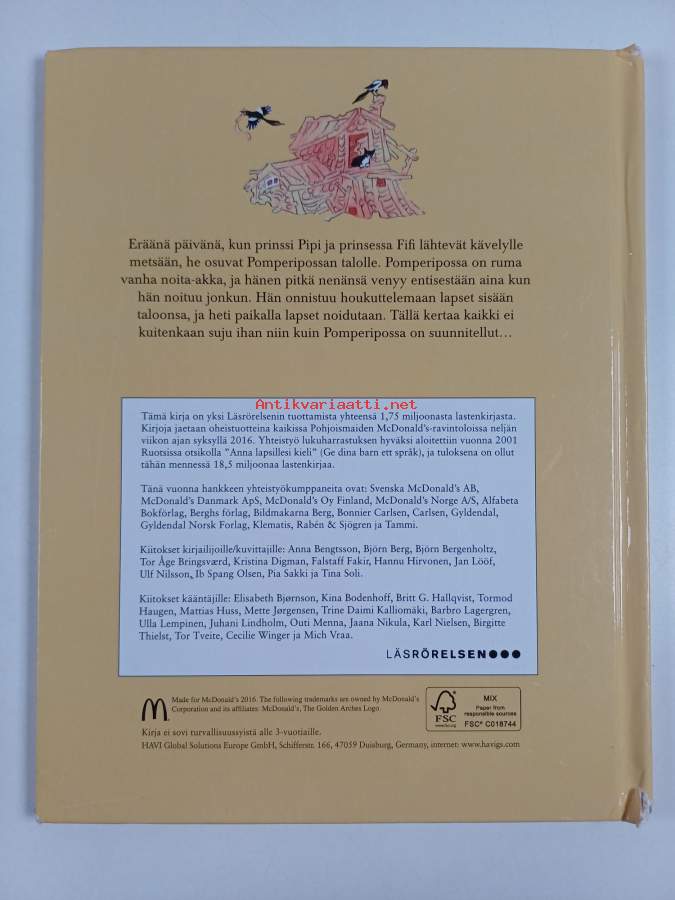 Eräänä päivänä, kun prinssi Pipi ja prinsessa Fifi lähtevät kävelylle
metsään, he osuvat Pomperipossan talolle. Pomperipossa on ruma
vanha noita-akka, ja hänen pitkä nenänsä venyy entisestään aina kun
hän noituu jonkun. Hän onnistuu houkuttelemaan lapset sisään
taloonsa, ja heti paikalla lapset noidutaan. Tällä kertaa kaikki ei
kuitenkaan suju ihan niin kuin Pomperipossa on suunnitellut…
Antikvariaatti.net
Tämä kirja on yksi Läsrörelsenin tuottamista yhteensä 1,75 miljoonasta lastenkirjasta.
Kirjoja jaetaan oheistuotteina kaikissa Pohjoismaiden McDonald's-ravintoloissa neljän
viikon ajan syksyllä 2016. Yhteistyö lukuharrastuksen hyväksi aloitettiin vuonna 2001
Ruotsissa otsikolla "Anna lapsillesi kieli" (Ge dina barn ett språk), ja tuloksena on ollut
tähän mennessä 18,5 miljoonaa lastenkirjaa.
Tänä vuonna hankkeen yhteistyökumppaneita ovat: Svenska McDonald's AB,
McDonald's Danmark ApS, McDonald's Oy Finland, McDonald's Norge A/S, Alfabeta
Bokförlag, Berghs förlag, Bildmakarna Berg, Bonnier Carlsen, Carlsen, Gyldendal,
Gyldendal Norsk Forlag, Klematis, Rabén & Sjögren ja Tammi.
Kiitokset kirjailijoille/kuvittajille: Anna Bengtsson, Björn Berg, Björn Bergenholtz,
Tor Åge Bringsværd, Kristina Digman, Falstaff Fakir, Hannu Hirvonen, Jan Lööf,
Ulf Nilsson, Ib Spang Olsen, Pia Sakki ja Tina Soli.
Kiitokset kääntäjille: Elisabeth Bjørnson, Kina Bodenhoff, Britt G. Hallqvist, Tormod
Haugen, Mattias Huss, Mette Jørgensen, Trine Daimi Kalliomäki, Barbro Lagergren,
Ulla Lempinen, Juhani Lindholm, Outi Menna, Jaana Nikula, Karl Nielsen, Birgitte
Thielst, Tor Tveite, Cecilie Winger ja Mich Vraa.
LÄSRÖRELSEN
Made for McDonald's 2016. The following trademarks are owned by McDonald's
Corporation and its affiliates: McDonald's, The Golden Arches Logo.
FSC
www.fsc.org
MIX
Paper from
responsible sources
FSC® C018744
Kirja ei sovi turvallisuussyistä alle 3-vuotiaille.
HAVI Global Solutions Europe GmbH, Schifferstr. 166, 47059 Duisburg, Germany, internet: www.havigs.com